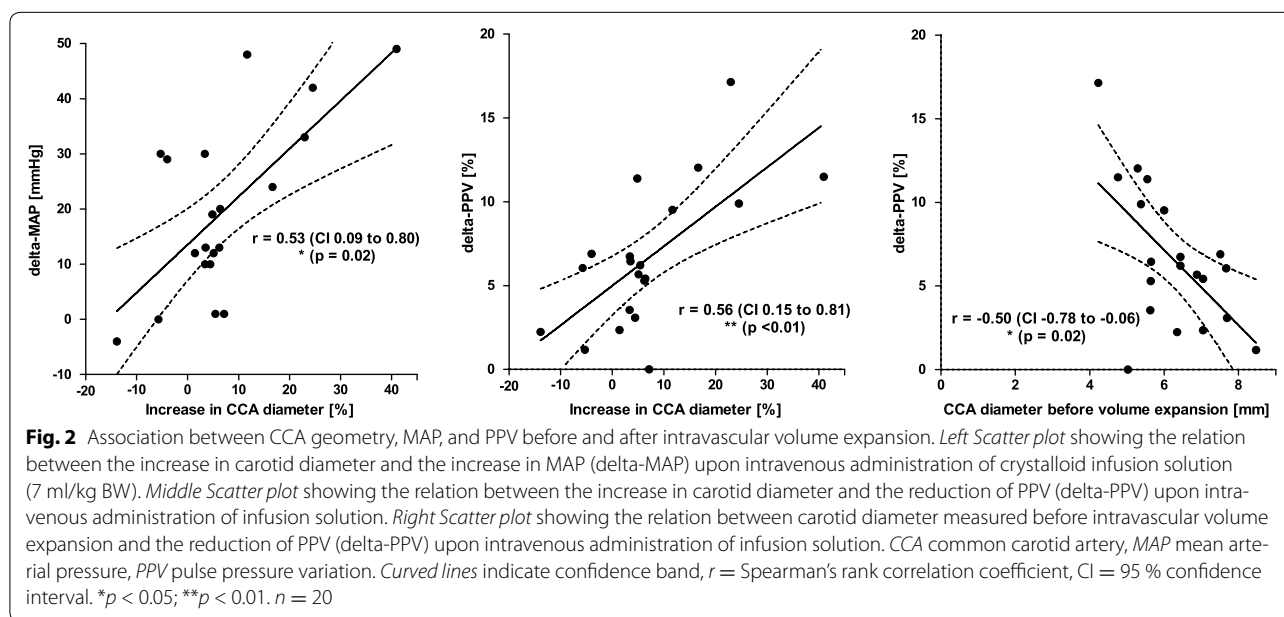 50
40
30
20
10
0
-10
delta-MAP [mmHg]
-20
-10
0
10
20
30
40
50
Increase in CCA diameter [%]
r = 0.53 (CI 0.09 to 0.80)
* (p = 0.02)
20
15
10
5
0
delta-PPV [%]
-20
-10
0
10
20
30
40
Increase in CCA diameter [%]
r = 0.56 (CI 0.15 to 0.81)
** (p <0.01)
20
15
10
5
0
delta-PPV [%]
0
2
4
6
8
CCA diameter before volume expansion [mm]
r = -0.50 (CI -0.78 to -0.06)
* (p = 0.02)
Fig. 2 Association between CCA geometry, MAP, and PPV before and after intravascular volume expansion. Left Scatter plot showing the relation
between the increase in carotid diameter and the increase in MAP (delta-MAP) upon intravenous administration of crystalloid infusion solution
(7 ml/kg BW). Middle Scatter plot showing the relation between the increase in carotid diameter and the reduction of PPV (delta-PPV) upon intra-
venous administration of infusion solution. Right Scatter plot showing the relation between carotid diameter measured before intravascular volume
expansion and the reduction of PPV (delta-PPV) upon intravenous administration of infusion solution. CCA common carotid artery, MAP mean arte-
rial pressure, PPV pulse pressure variation. Curved lines indicate confidence band, r = Spearman's rank correlation coefficient, CI = 95 % confidence
interval. *p < 0.05; **p < 0.01. n = 20